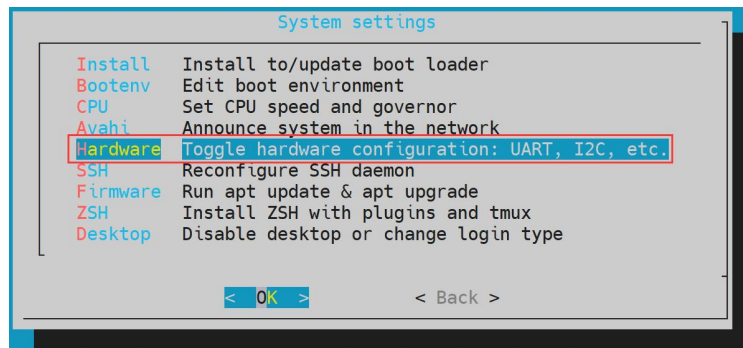 System settings
Install Install to/update boot loader
Bootenv Edit boot environment
CPU Set CPU speed and governor
Avahi Announce system in the network
Hardware Toggle hardware configuration: UART, I2C, etc.
SSH Reconfigure SSH daemon
Firmware Run apt update & apt upgrade
ZSH Install ZSH with plugins and tmux
Desktop Disable desktop or change login type
< OK > < Back >